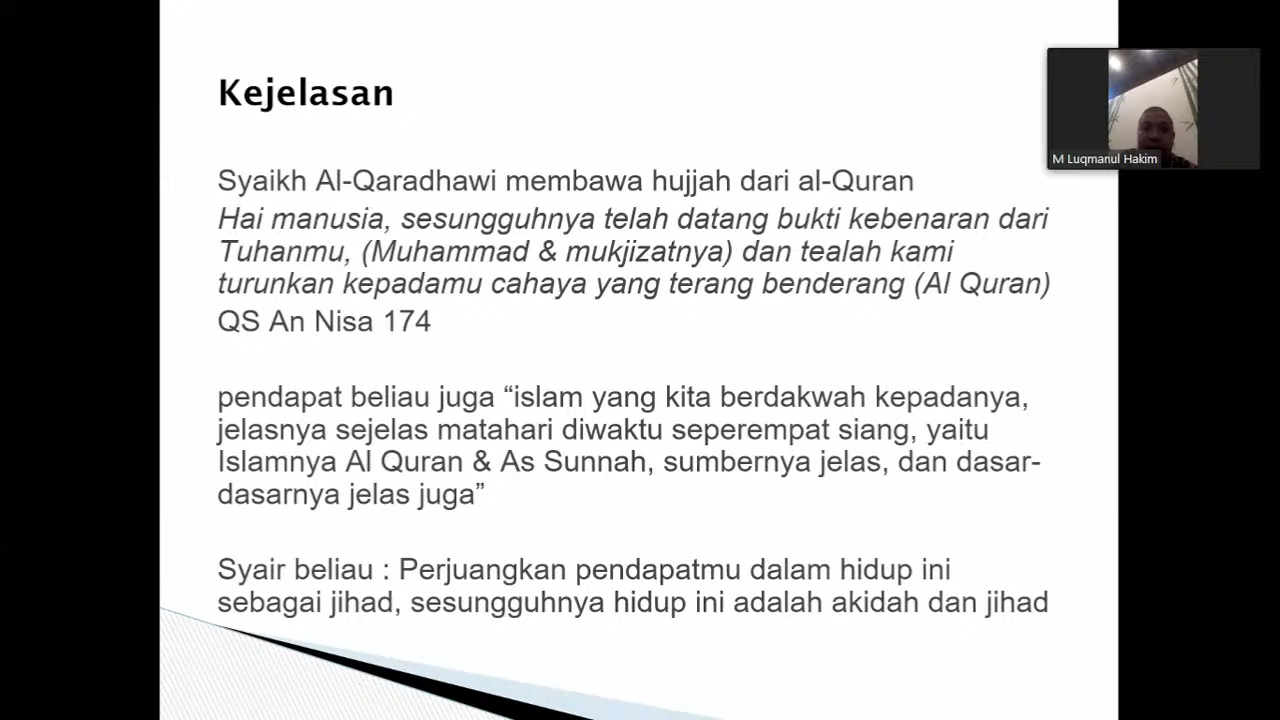 Kejelasan
M Luqmanul Hakim
Syaikh Al-Qaradhawi membawa hujjah dari al-Quran
Hai manusia, sesungguhnya telah datang bukti kebenaran dari
Tuhanmu, (Muhammad & mukjizatnya) dan tealah kami
turunkan kepadamu cahaya yang terang benderang (Al Quran)
QS An Nisa 174
pendapat beliau juga “islam yang kita berdakwah kepadanya,
jelasnya sejelas matahari diwaktu seperempat siang, yaitu
Islamnya Al Quran & As Sunnah, sumbernya jelas, dan dasar-
dasarnya jelas juga”
Syair beliau : Perjuangkan pendapatmu dalam hidup ini
sebagai jihad, sesungguhnya hidup ini adalah akidah dan jihad